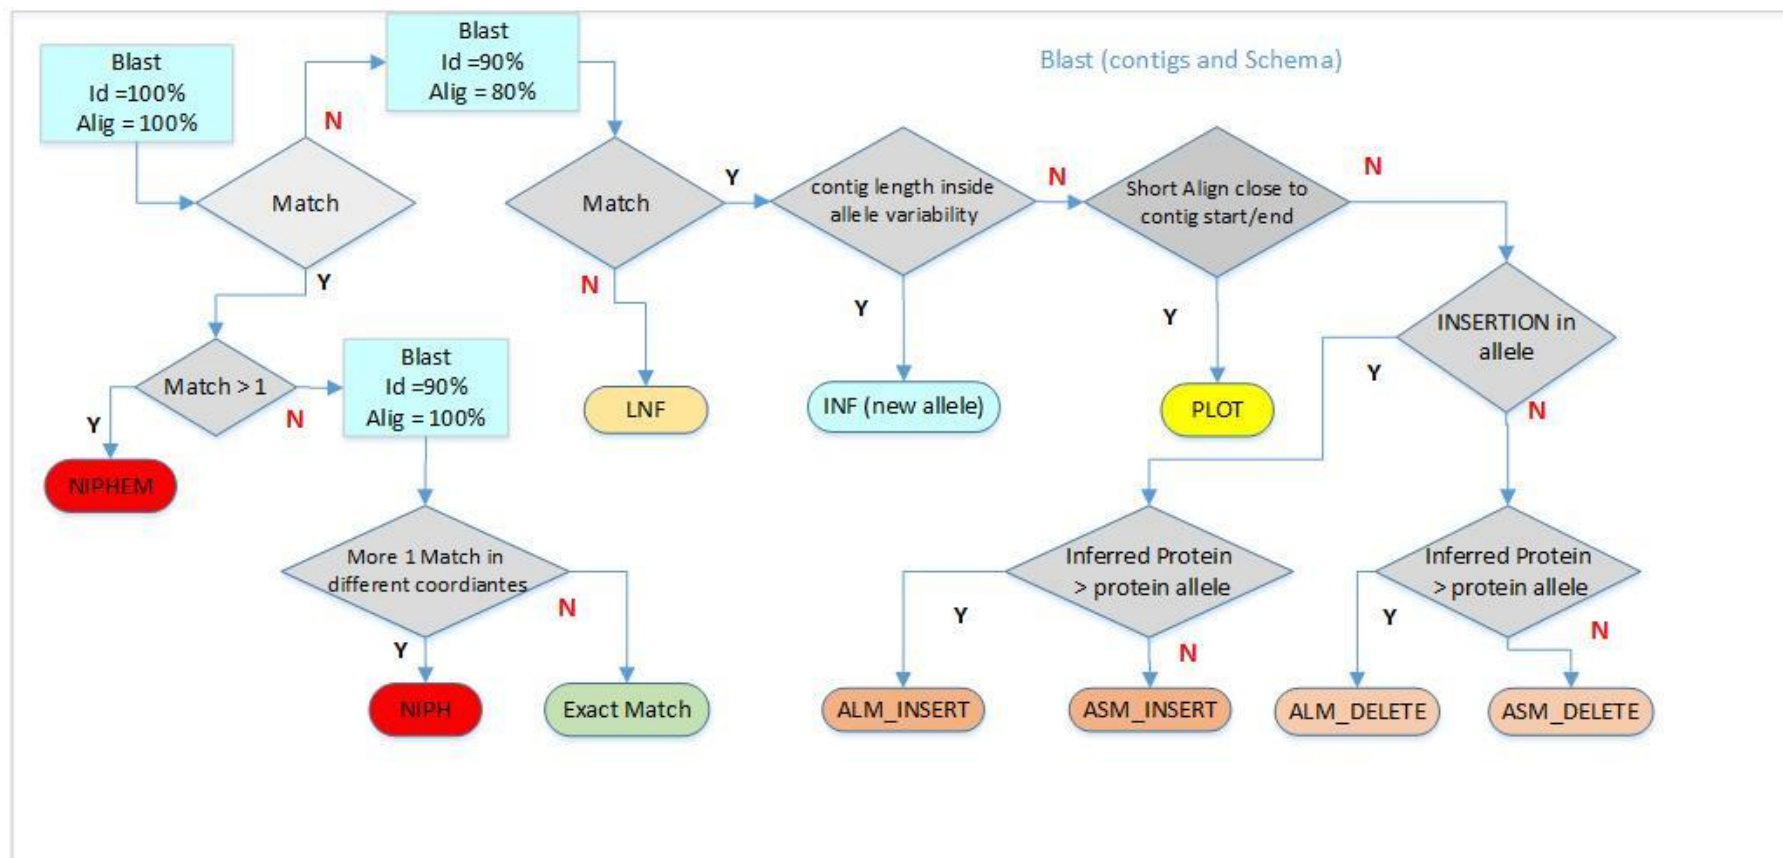 Blast
Id =100%
Alig = 100%
Blast
Id =90%
Alig = 80%
Blast (contigs and Schema)
N
Match
Match
Y
contig length inside
allele variability
N
Short Align close to
contig start/end
N
Y
N
Y
Y
INSERTION in
allele
Y
N
Match > 1
Y
N
Blast
Id =90%
Alig = 100%
LNF
INF (new allele)
PLOT
NIPHEM
More 1 Match in
different coordiantes
Y
N
Inferred Protein
> protein allele
Y
N
Inferred Protein
> protein allele
Y
N
NIPH
Exact Match
ALM_INSERT
ASM_INSERT
ALM_DELETE
ASM_DELETE